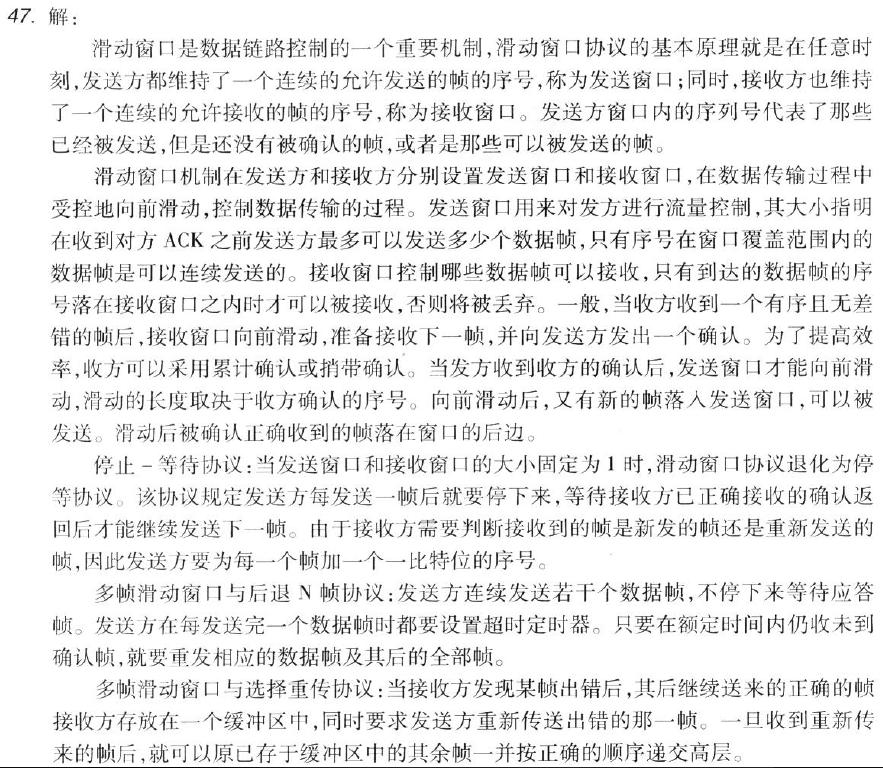 47. 解：
滑动窗口是数据链路控制的一个重要机制,滑动窗口协议的基本原理就是在任意时
刻,发送方都维持了一个连续的允许发送的帧的序号,称为发送窗口;同时,接收方也维持
了一个连续的允许接收的帧的序号,称为接收窗口。发送方窗口内的序列号代表了那些
已经被发送,但是还没有被确认的帧,或者是那些可以被发送的帧。
滑动窗口机制在发送方和接收方分别设置发送窗口和接收窗口,在数据传输过程中
受控地向前滑动,控制数据传输的过程。发送窗口用来对发方进行流量控制,其大小指明
在收到对方 ACK 之前发送方最多可以发送多少个数据帧,只有序号在窗口覆盖范围内的
数据帧是可以连续发送的。接收窗口控制哪些数据帧可以接收,只有到达的数据帧的序
号落在接收窗口之内时才可以被接收,否则将被丢弃。一般,当收方收到一个有序且无差
错的帧后,接收窗口向前滑动,准备接收下一帧,并向发送方发出一个确认。为了提高效
率,收方可以采用累计确认或捎带确认。当发方收到收方的确认后,发送窗口才能向前滑
动,滑动的长度取决于收方确认的序号。向前滑动后,又有新的帧落入发送窗口,可以被
发送。滑动后被确认正确收到的帧落在窗口的后边。
停止－等待协议:当发送窗口和接收窗口的大小固定为 1 时,滑动窗口协议退化为停
等协议。该协议规定发送方每发送一帧后就要停下来,等待接收方已正确接收的确认返
回后才能继续发送下一帧。由于接收方需要判断接收到的帧是新发的帧还是重新发送的
帧,因此发送方要为每一个帧加一个一比特位的序号。
多帧滑动窗口与后退 N 帧协议:发送方连续发送若干个数据帧,不停下来等待应答
帧。发送方在每发送完一个数据帧时都要设置超时定时器。只要在额定时间内仍收未到
确认帧,就要重发相应的数据帧及其后的全部帧。
多帧滑动窗口与选择重传协议:当接收方发现某帧出错后,其后继续送来的正确的帧
接收方存放在一个缓冲区中,同时要求发送方重新传送出错的那一帧。一旦收到重新传
来的帧后,就可以原已存于缓冲区中的其余帧一并按正确的顺序递交高层。